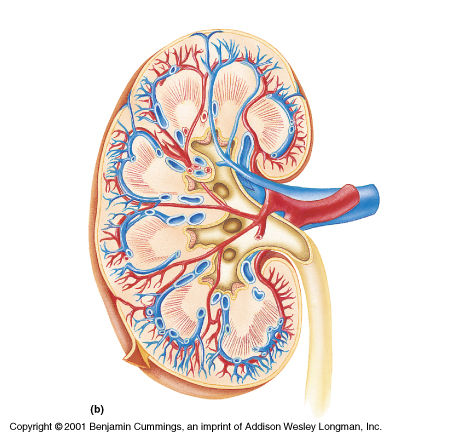 (b)
Copyright © 2001 Benjamin Cummings, an imprint of Addison Wesley Longman, Inc.